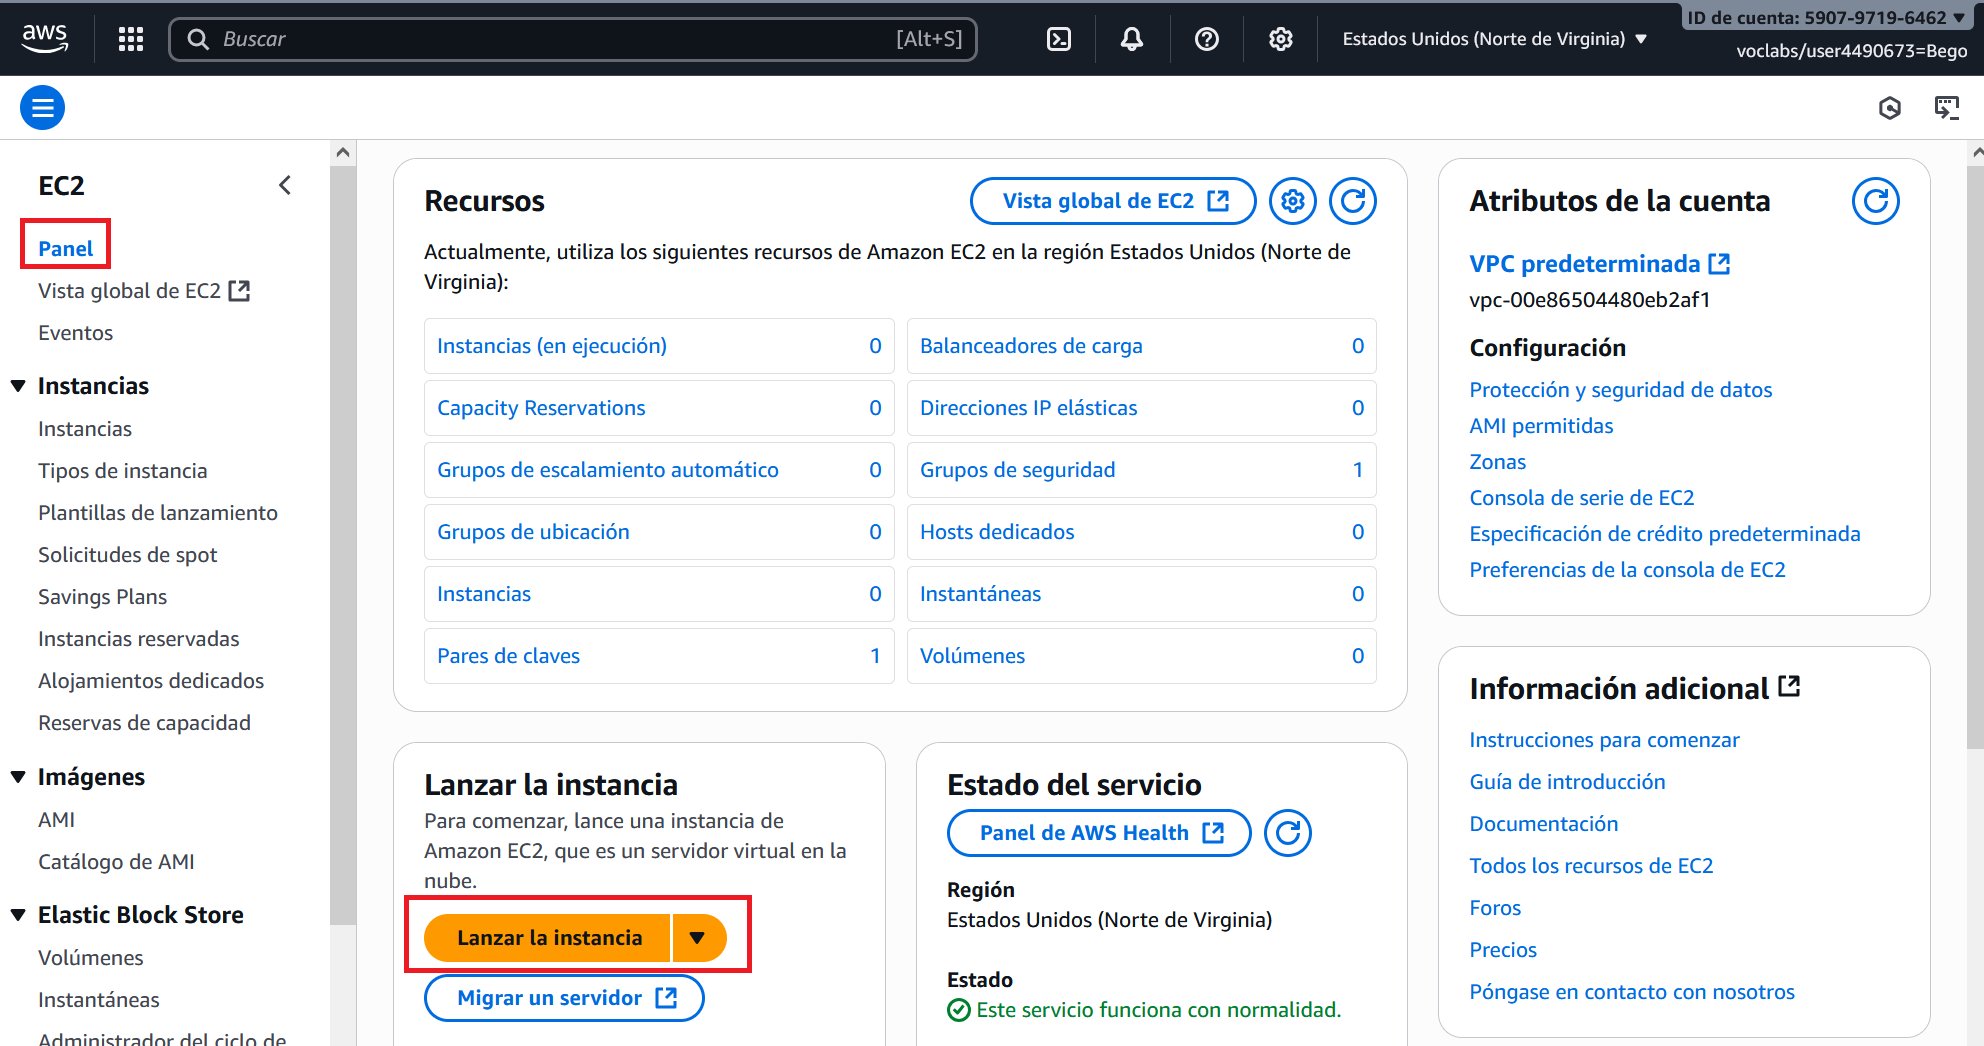 aws
Buscar
[Alt+S]
Estados Unidos (Norte de Virginia)
ID de cuenta: 5907-9719-6462
voclabs/user4490673=Bego
EC2
Panel
Vista global de EC2
Eventos
Instancias
Instancias
Tipos de instancia
Plantillas de lanzamiento
Solicitudes de spot
Savings Plans
Instancias reservadas
Alojamientos dedicados
Reservas de capacidad
Imágenes
AMI
Catálogo de AMI
Elastic Block Store
Volúmenes
Instantáneas
Administrador del ciclo de
Recursos
Vista global de EC2
Actualmente, utiliza los siguientes recursos de Amazon EC2 en la región Estados Unidos (Norte de
Virginia):
Instancias (en ejecución) 0
Balanceadores de carga 0
Capacity Reservations 0
Direcciones IP elásticas 0
Grupos de escalamiento automático 0
Grupos de seguridad 1
Grupos de ubicación 0
Hosts dedicados 0
Instancias 0
Instantáneas 0
Pares de claves 1
Volúmenes 0
Lanzar la instancia
Para comenzar, lance una instancia de
Amazon EC2, que es un servidor virtual en la
nube.
Lanzar la instancia
Migrar un servidor
Estado del servicio
Panel de AWS Health
Región
Estados Unidos (Norte de Virginia)
Estado
Este servicio funciona con normalidad.
Atributos de la cuenta
VPC predeterminada
vpc-00e86504480eb2af1
Configuración
Protección y seguridad de datos
AMI permitidas
Zonas
Consola de serie de EC2
Especificación de crédito predeterminada
Preferencias de la consola de EC2
Información adicional
Instrucciones para comenzar
Guía de introducción
Documentación
Todos los recursos de EC2
Foros
Precios
Póngase en contacto con nosotros